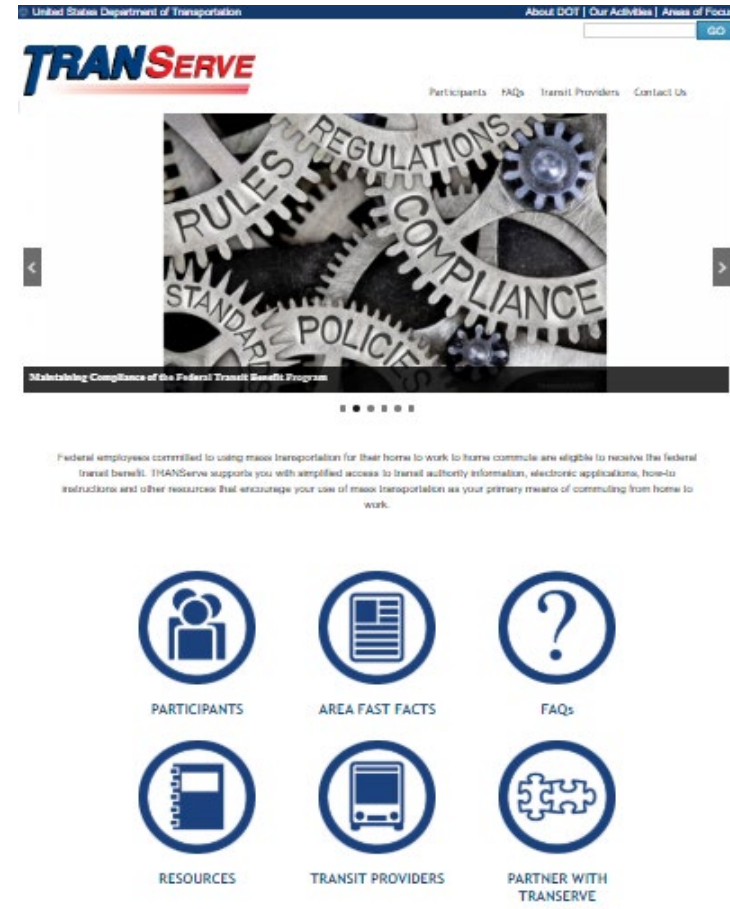 United States Department of Transportation
About DOT | Our Activities | Areas of Focu
GO
TRANSERVE
Participants FAQs Transit Providers Contact Us
REGULATIONS
RULES
COMPLIANCE
STANDARDS
POLICIES
Maintaining Compliance of the Federal Transit Benefit Program
Federal employees committed to using mass transportation for their home to work to home commute are eligible to receive the federal
transit benefit. TRANServe supports you with simplified access to transit authority information, electronic applications, how-to
instructions and other resources that encourage your use of mass transportation as your primary means of commuting from home to
work.
PARTICIPANTS
AREA FAST FACTS
FAQs
RESOURCES
TRANSIT PROVIDERS
PARTNER WITH
TRANSERVE